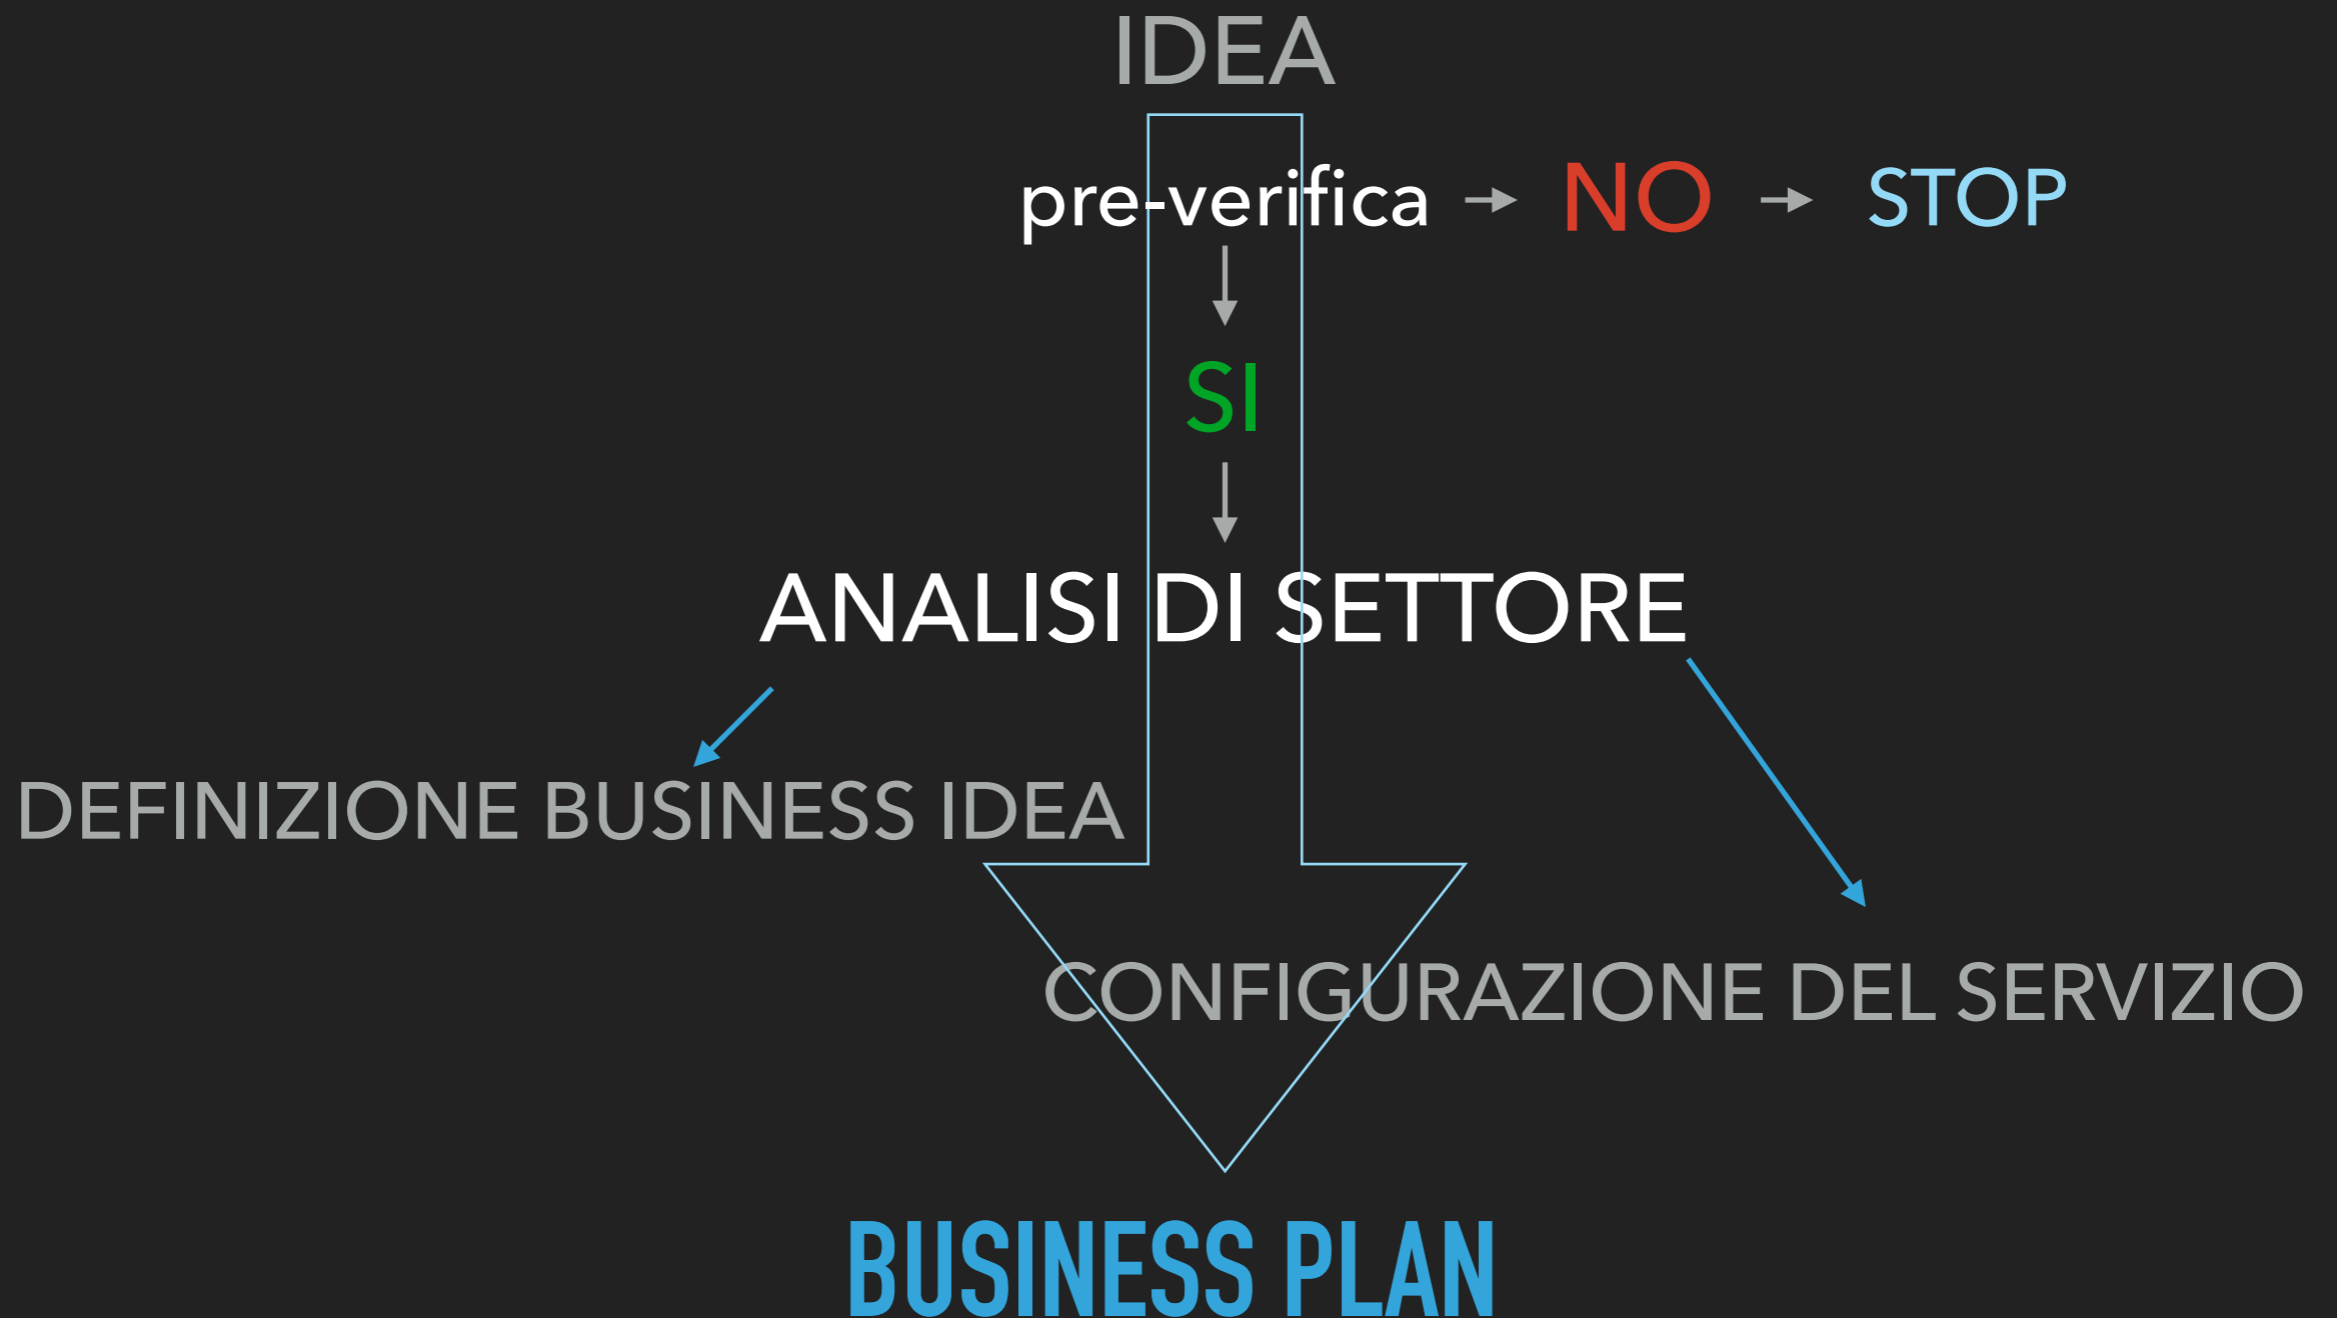 IDEA
pre-verifica NO STOP
SI
ANALISI DI SETTORE
DEFINIZIONE BUSINESS IDEA
CONFIGURAZIONE DEL SERVIZIO
BUSINESS PLAN